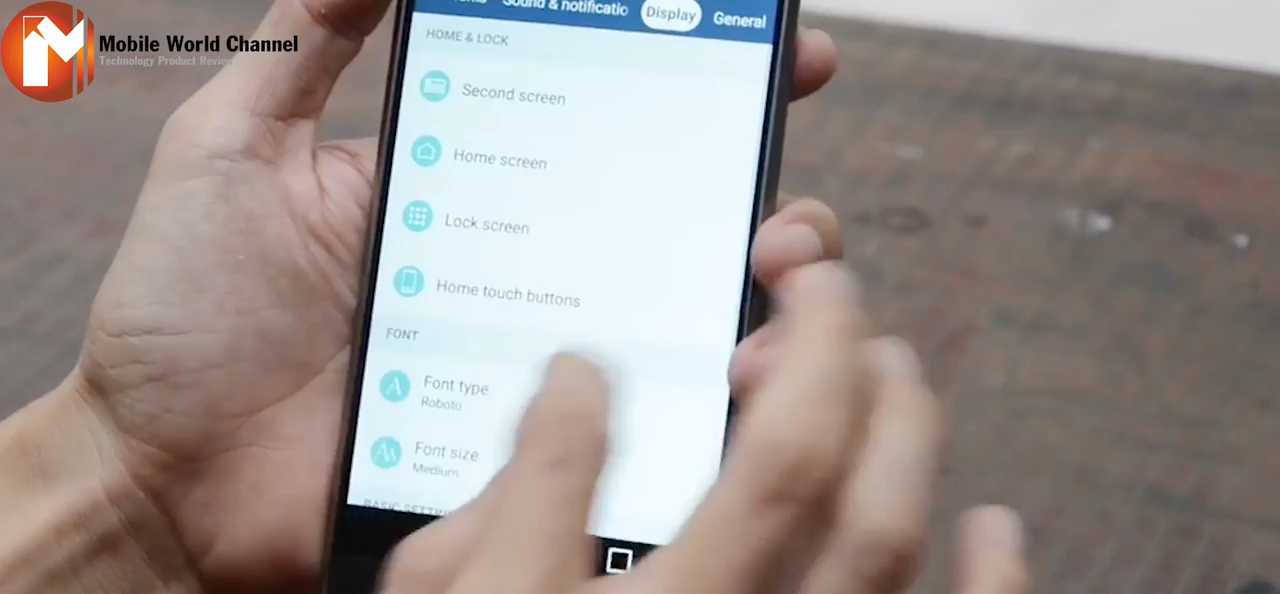 Mobile World Channel
Technology Product Review
Sound & notificatio
Display
General
HOME & LOCK
Second screen
Home screen
Lock screen
Home touch buttons
FONT
Font type
Roboto
Font size
Medium